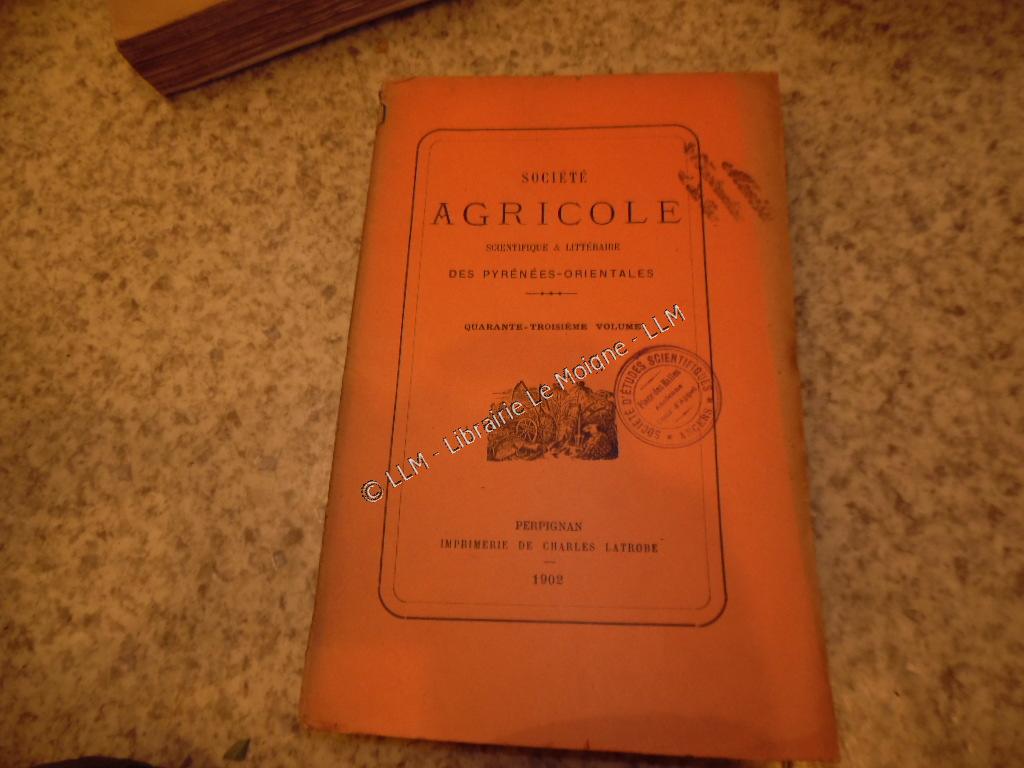 SOCIÉTÉ
AGRICOLE
SCIENTIFIQUE & LITTÉRAIRE
DES PYRÉNÉES-ORIENTALES
QUARANTE-TROISIÈME VOLUME
© LLM - Librairie Le Moigne - LLM
SOCIÉTÉ D'ÉTUDES SCIENTIFIQUES
ANGERS
PERPIGNAN
IMPRIMERIE DE CHARLES LATROBE
1902